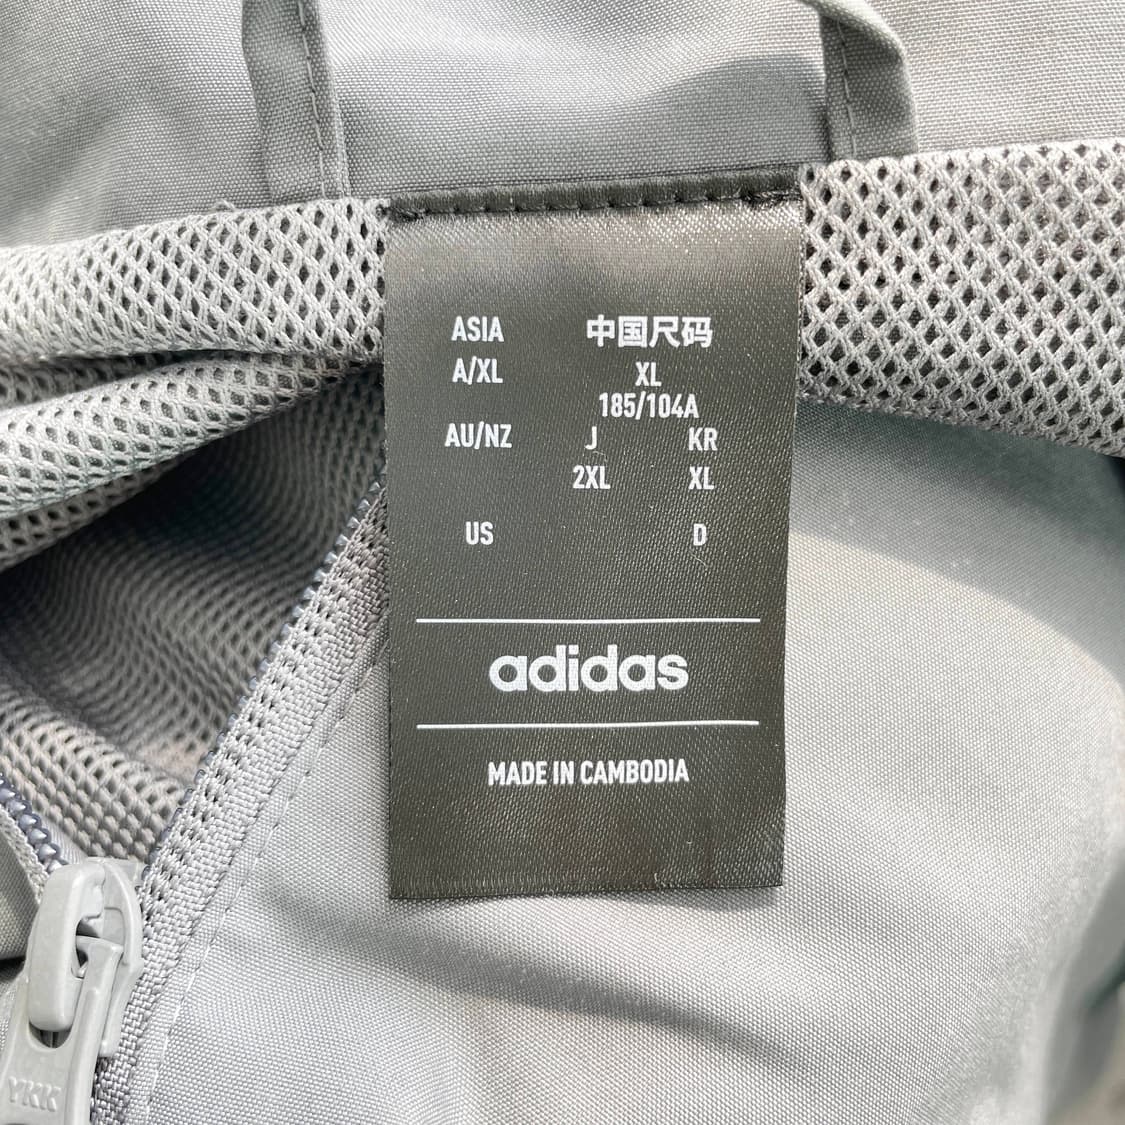 ASIA 中国尺码
A/XL XL
185/104A
AU/NZ J KR
2XL XL
US D
adidas
MADE IN CAMBODIA
YKK